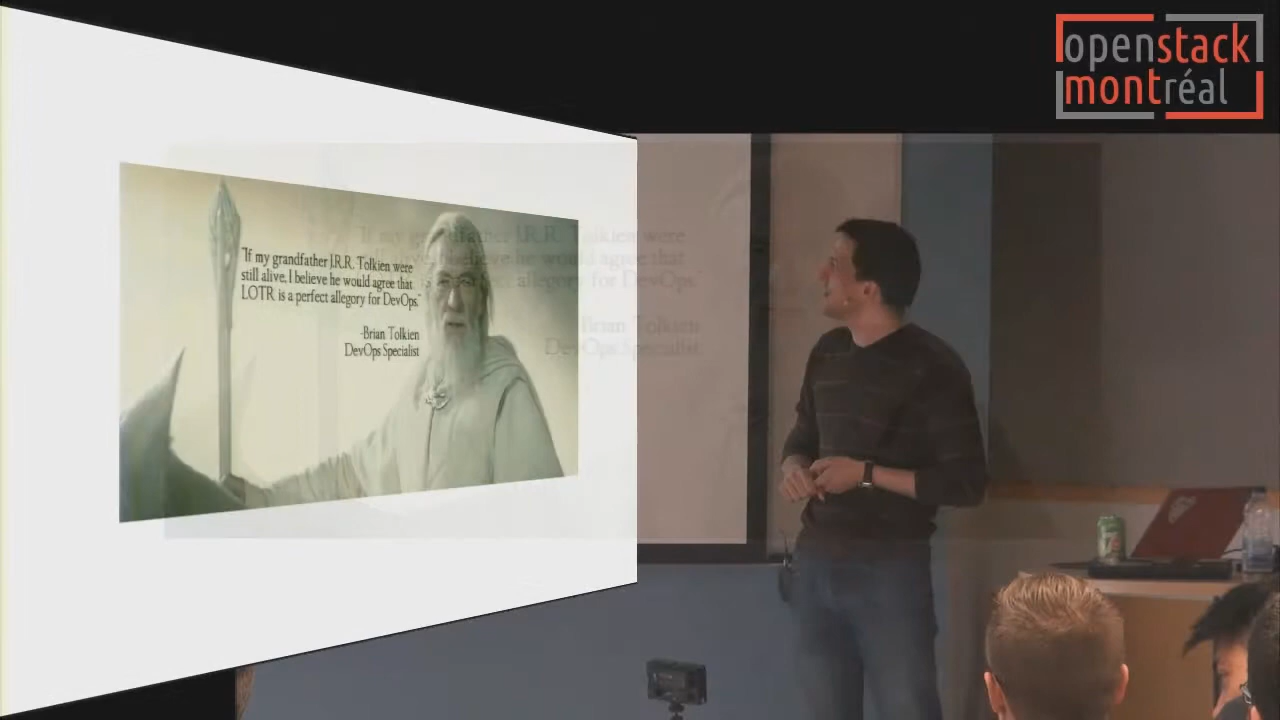 openstack
montréal
"If my grandfather J.R.R. Tolkien were
still alive, I believe he would agree that
LOTR is a perfect allegory for DevOps."
-Brian Tolkien
DevOps Specialist